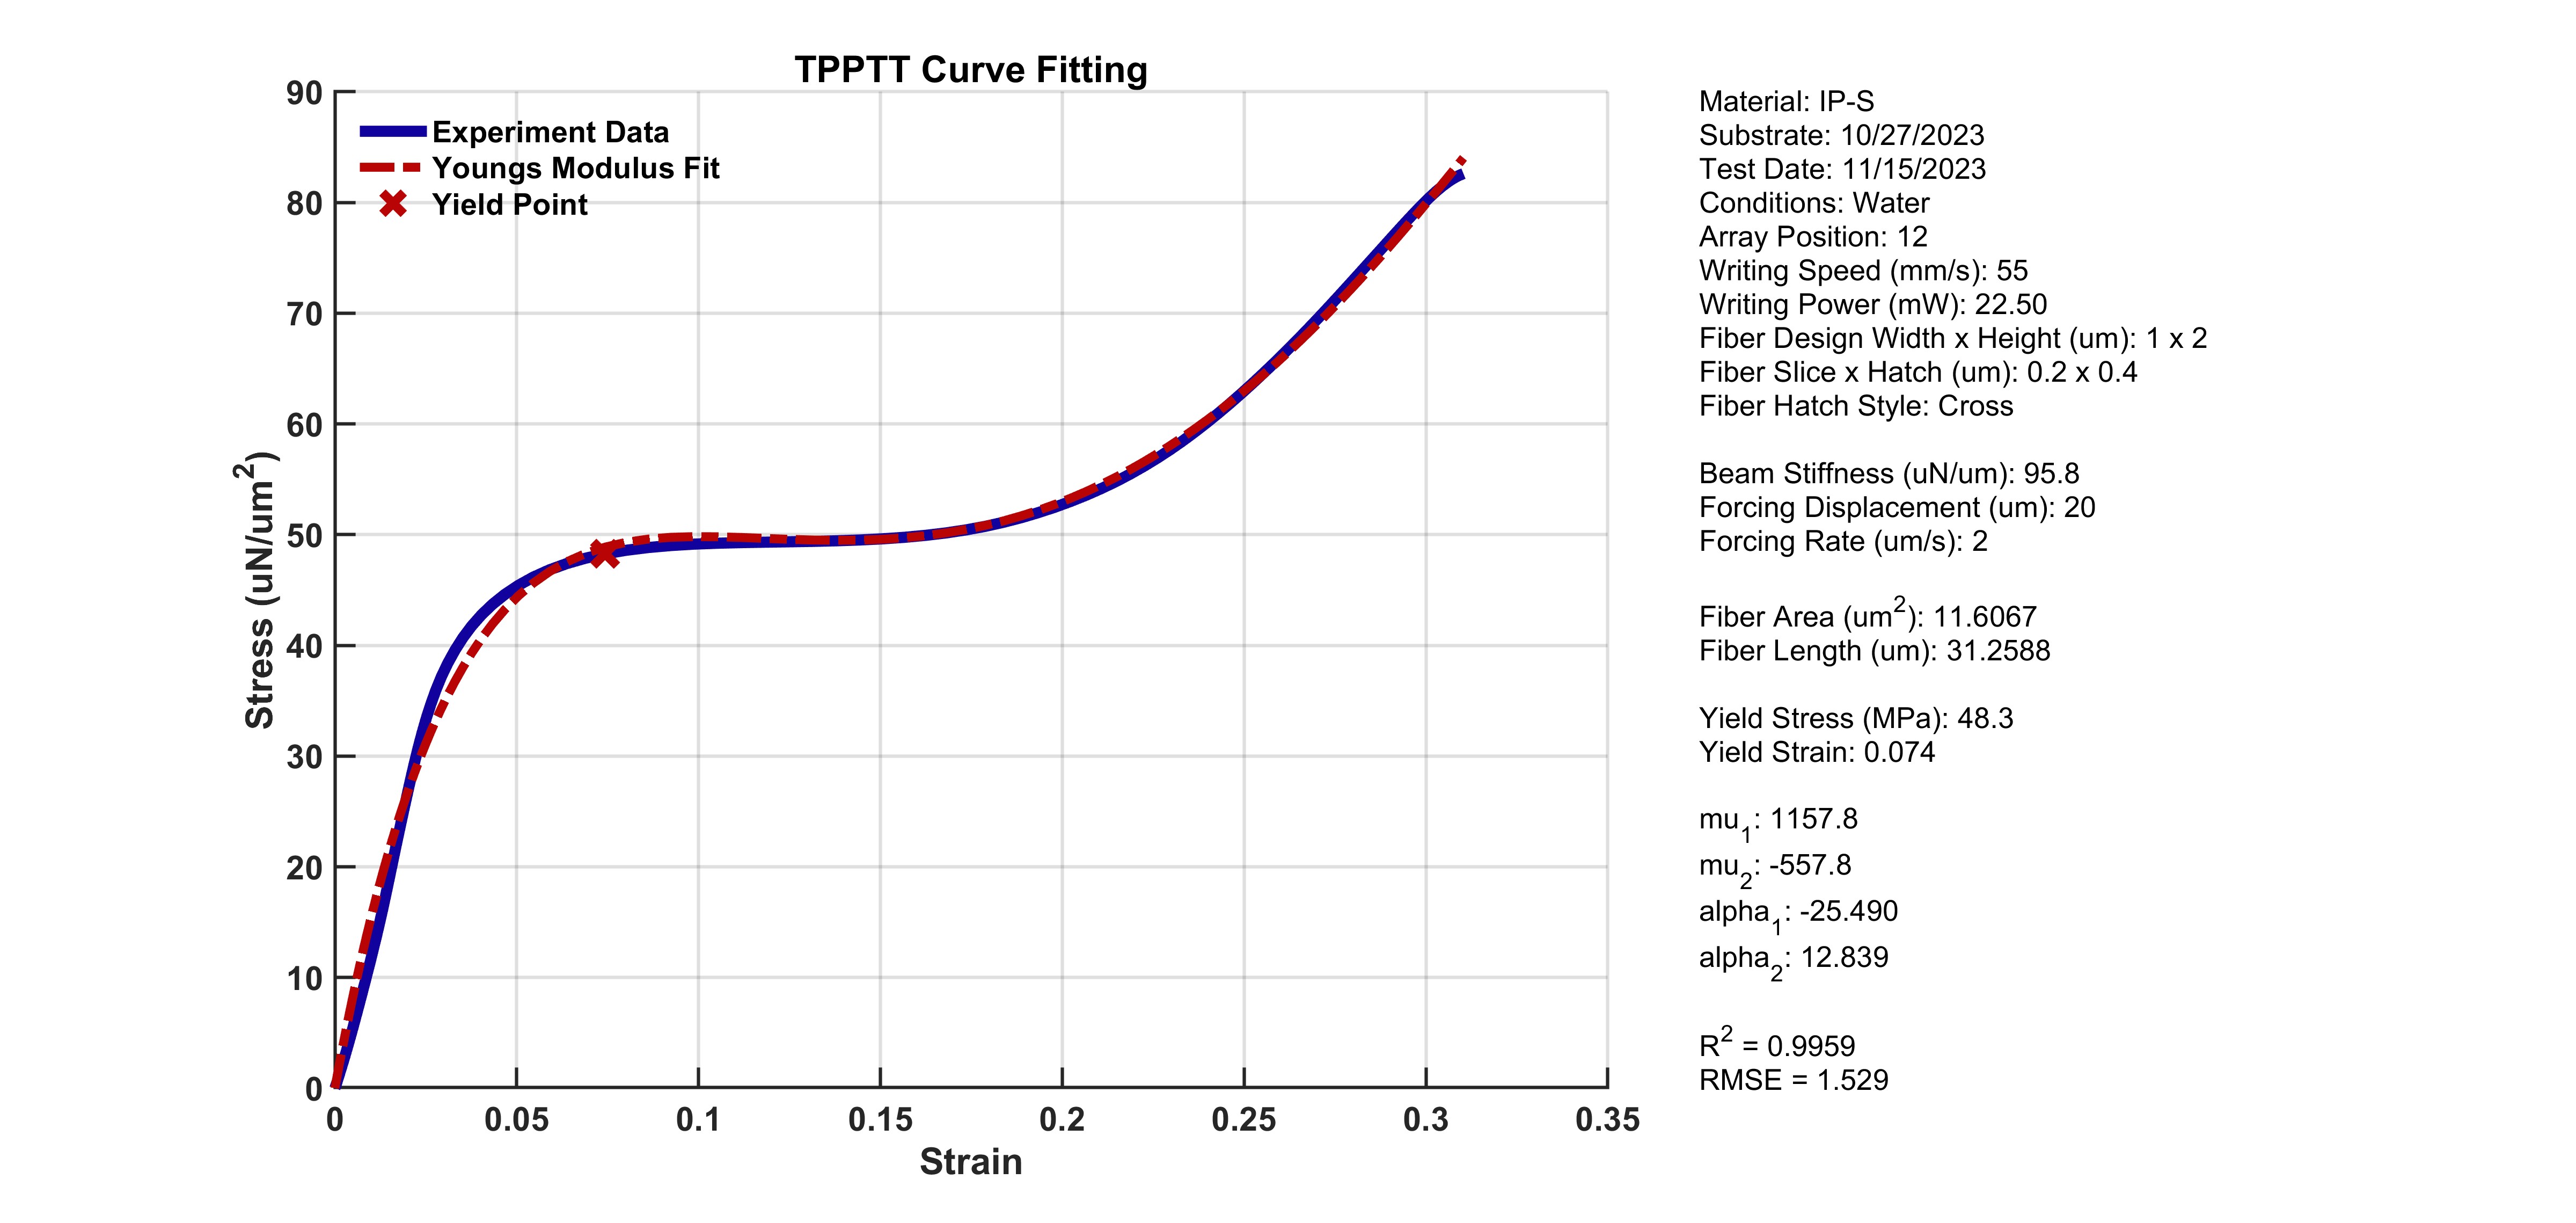 TPPTT Curve Fitting
90
80
70
60
50
40
30
20
10
0
Stress (uN/um²)
Experiment Data
Youngs Modulus Fit
Yield Point
0 0.05 0.1 0.15 0.2 0.25 0.3 0.35
Strain
Material: IP-S
Substrate: 10/27/2023
Test Date: 11/15/2023
Conditions: Water
Array Position: 12
Writing Speed (mm/s): 55
Writing Power (mW): 22.50
Fiber Design Width x Height (um): 1 x 2
Fiber Slice x Hatch (um): 0.2 x 0.4
Fiber Hatch Style: Cross
Beam Stiffness (uN/um): 95.8
Forcing Displacement (um): 20
Forcing Rate (um/s): 2
Fiber Area (um²): 11.6067
Fiber Length (um): 31.2588
Yield Stress (MPa): 48.3
Yield Strain: 0.074
mu₁: 1157.8
mu₂: -557.8
alpha₁: -25.490
alpha₂: 12.839
R² = 0.9959
RMSE = 1.529